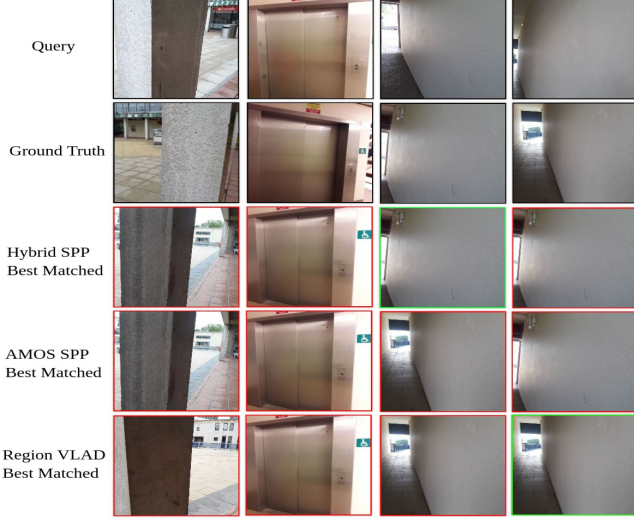 Query
Ground Truth
Hybrid SPP
Best Matched
AMOS SPP
Best Matched
Region VLAD
Best Matched